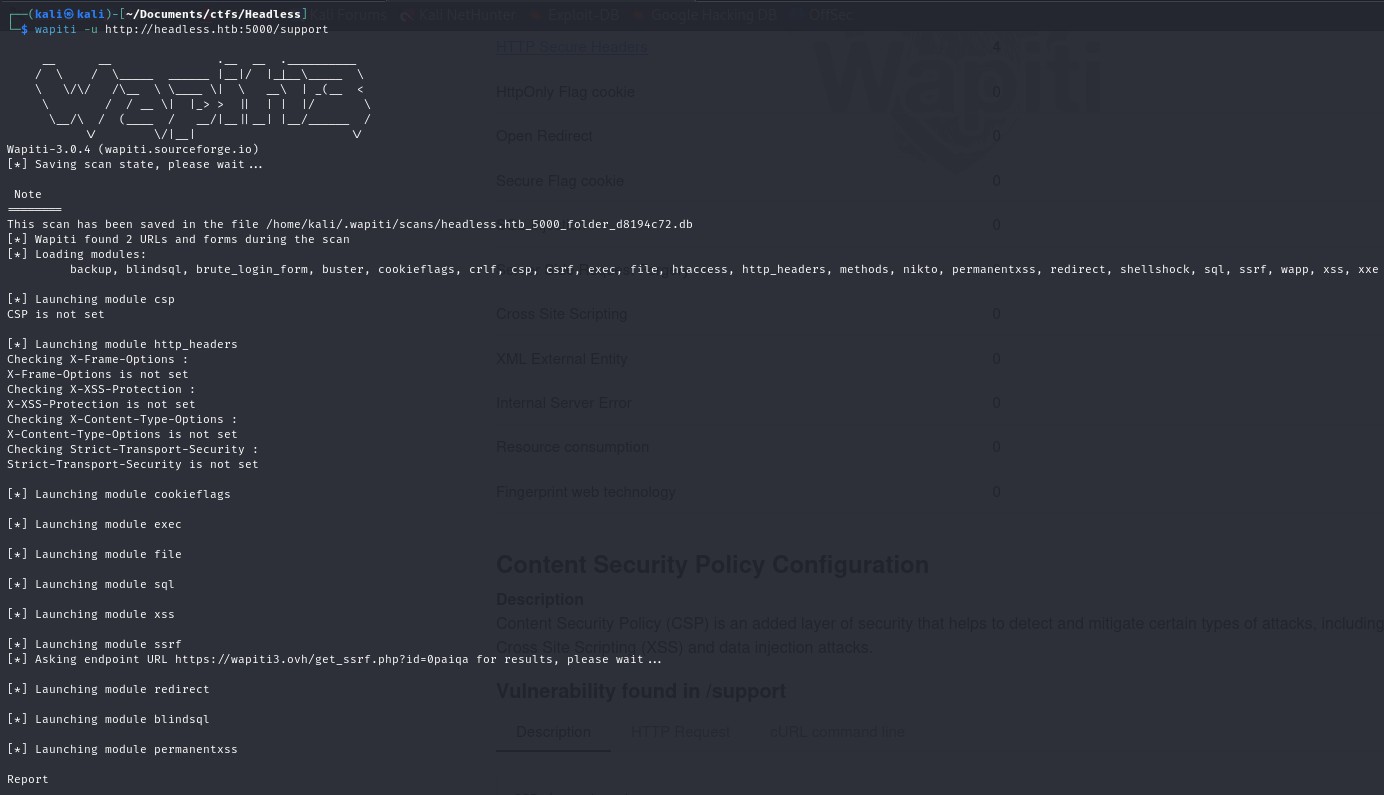 ┌──(kali㉿kali)-[~/Documents/ctfs/Headless]
Kali Forums Kali NetHunter Exploit-DB Google Hacking DB OffSec
└─$ wapiti -u http://headless.htb:5000/support
HTTP Secure Headers 4
HttpOnly Flag cookie 0
Open Redirect 0
Wapiti-3.0.4 (wapiti.sourceforge.io)
[*] Saving scan state, please wait...
Secure Flag cookie 0
Note
This scan has been saved in the file /home/kali/.wapiti/scans/headless.htb_5000_folder_d8194c72.db
0
[*] Wapiti found 2 URLs and forms during the scan
[*] Loading modules:
backup, blindsql, brute_login_form, buster, cookieflags, crlf, csp, csrf, exec, file, htaccess, http_headers, methods, nikto, permanentxss, redirect, shellshock, sql, ssrf, wapp, xss, xxe
[*] Launching module csp
CSP is not set
Cross Site Scripting 0
[*] Launching module http_headers
Checking X-Frame-Options :
XML External Entity 0
X-Frame-Options is not set
Checking X-XSS-Protection :
X-XSS-Protection is not set
Internal Server Error 0
Checking X-Content-Type-Options :
X-Content-Type-Options is not set
Checking Strict-Transport-Security :
Resource consumption 0
Strict-Transport-Security is not set
[*] Launching module cookieflags
Fingerprint web technology 0
[*] Launching module exec
[*] Launching module file
Content Security Policy Configuration
[*] Launching module sql
Description
[*] Launching module xss
Content Security Policy (CSP) is an added layer of security that helps to detect and mitigate certain types of attacks, including
[*] Launching module ssrf
Cross Site Scripting (XSS) and data injection attacks.
[*] Asking endpoint URL https://wapiti3.ovh/get_ssrf.php?id=0paiqa for results, please wait...
[*] Launching module redirect
Vulnerability found in /support
[*] Launching module blindsql
Description HTTP Request cURL command line
[*] Launching module permanentxss
Report